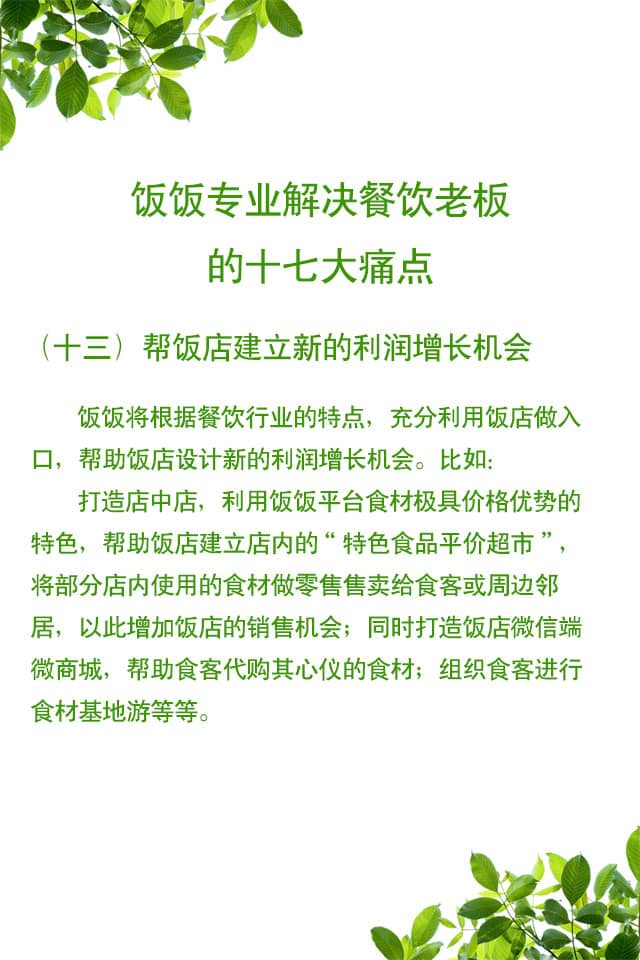 饭饭专业解决餐饮老板
的十七大痛点
（十三）帮饭店建立新的利润增长机会
饭饭将根据餐饮行业的特点，充分利用饭店做入
口，帮助饭店设计新的利润增长机会。比如：
打造店中店，利用饭饭平台食材极具价格优势的
特色，帮助饭店建立店内的“特色食品平价超市”，
将部分店内使用的食材做零售售卖给食客或周边邻
居，以此增加饭店的销售机会；同时打造饭店微信端
微商城，帮助食客代购其心仪的食材；组织食客进行
食材基地游等等。